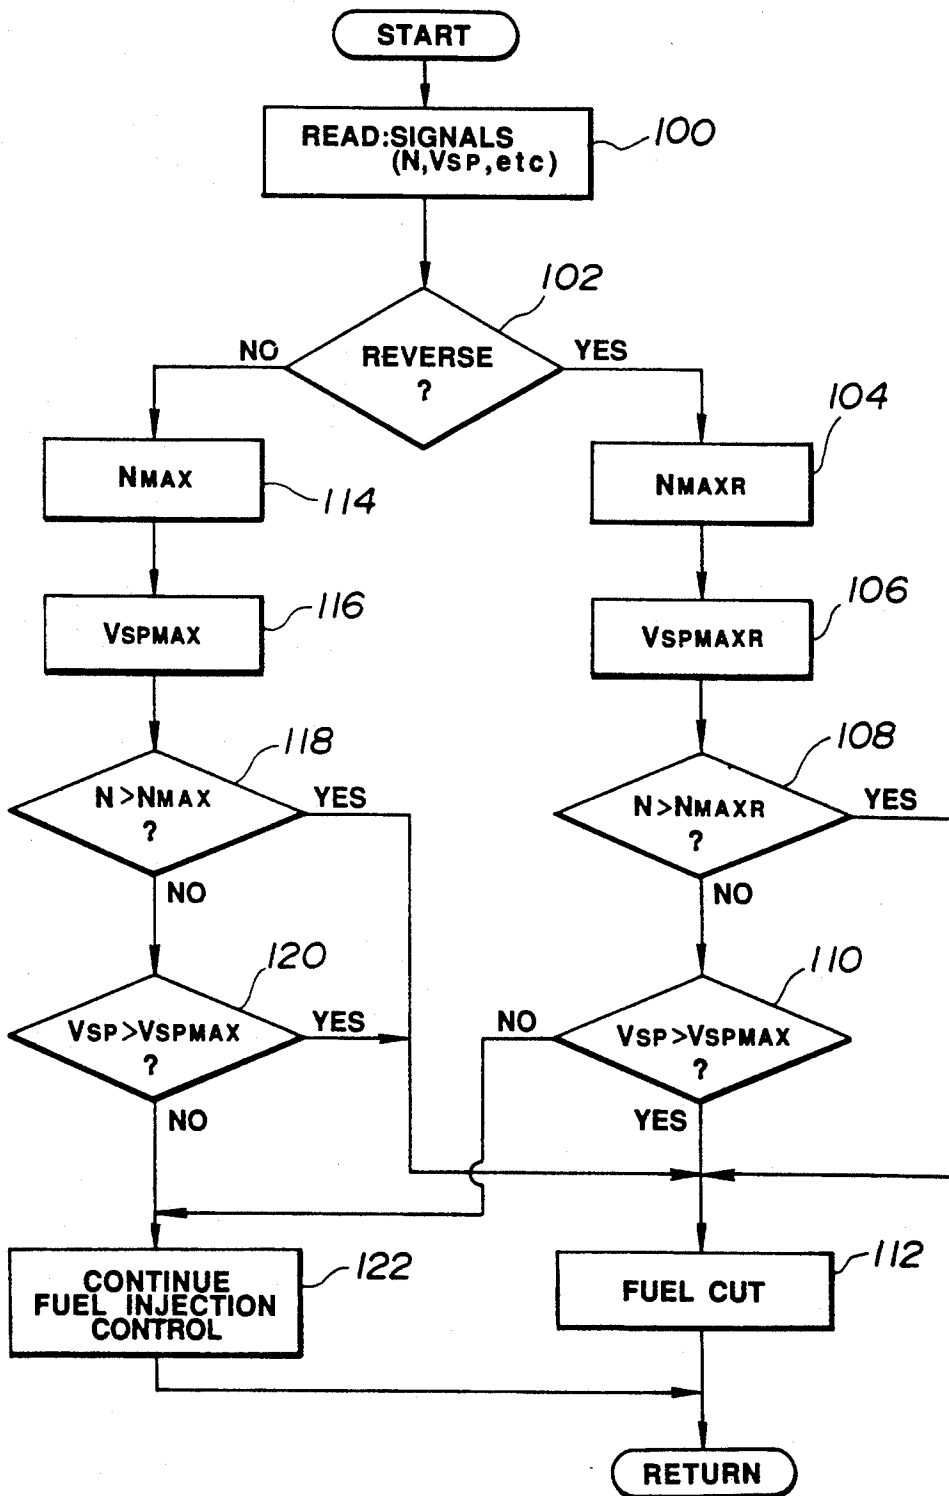 START
READ:SIGNALS
(N,VSP,etc)
100
102
REVERSE
?
NO
YES
104
NMAX
114
NMAXR
116
VSPMAX
106
VSPMAXR
118
N>NMAX
?
YES
NO
108
N>NMAXR
?
YES
NO
120
VSP>VSPMAX
?
YES
NO
110
NO
VSP>VSPMAX
?
YES
CONTINUE
FUEL INJECTION
CONTROL
122
FUEL CUT
112
RETURN